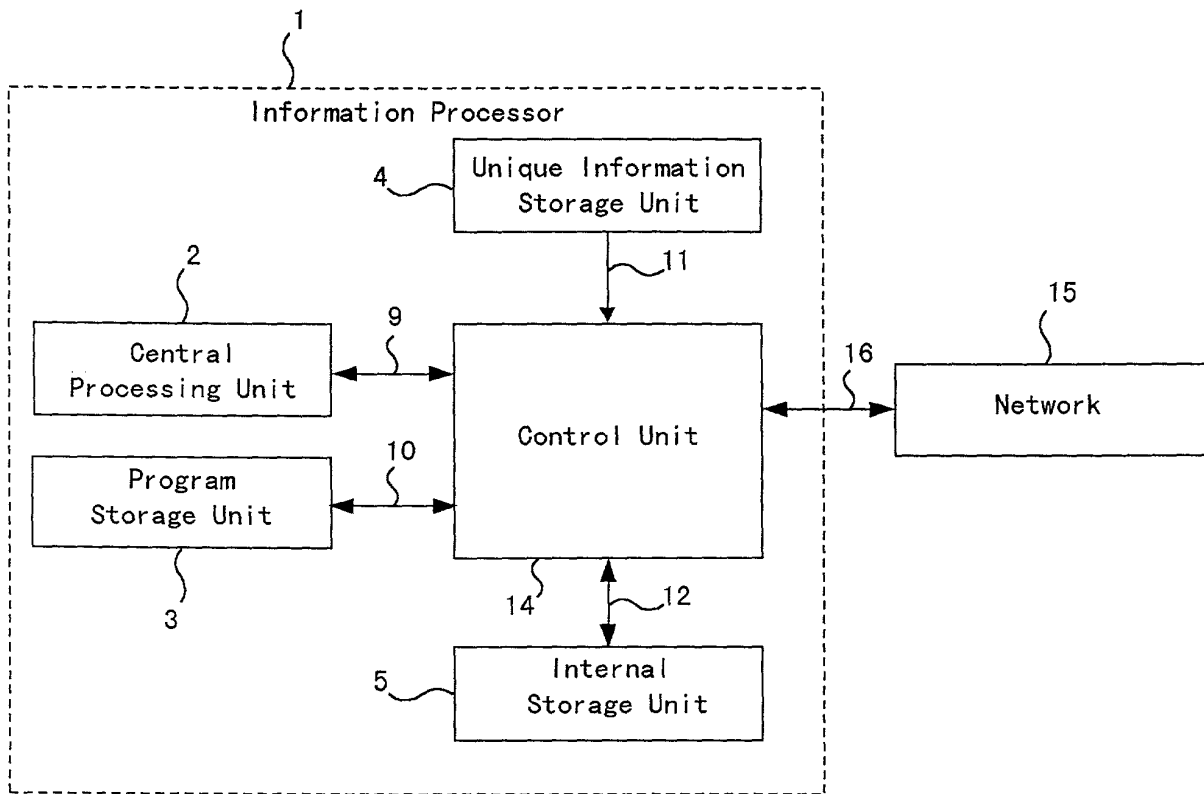 1
Information Processor
4
Unique Information
Storage Unit
11
2
Central
Processing Unit
9
15
16
Network
Control Unit
10
Program
Storage Unit
3
14
12
5
Internal
Storage Unit